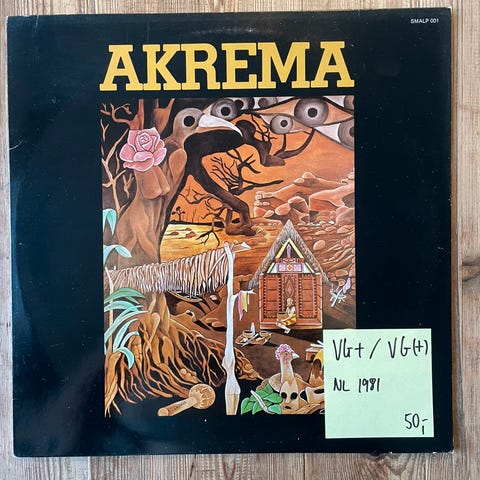 SMALP 001
AKREMA
VG+ / VG(+)
NL 1981
50,-